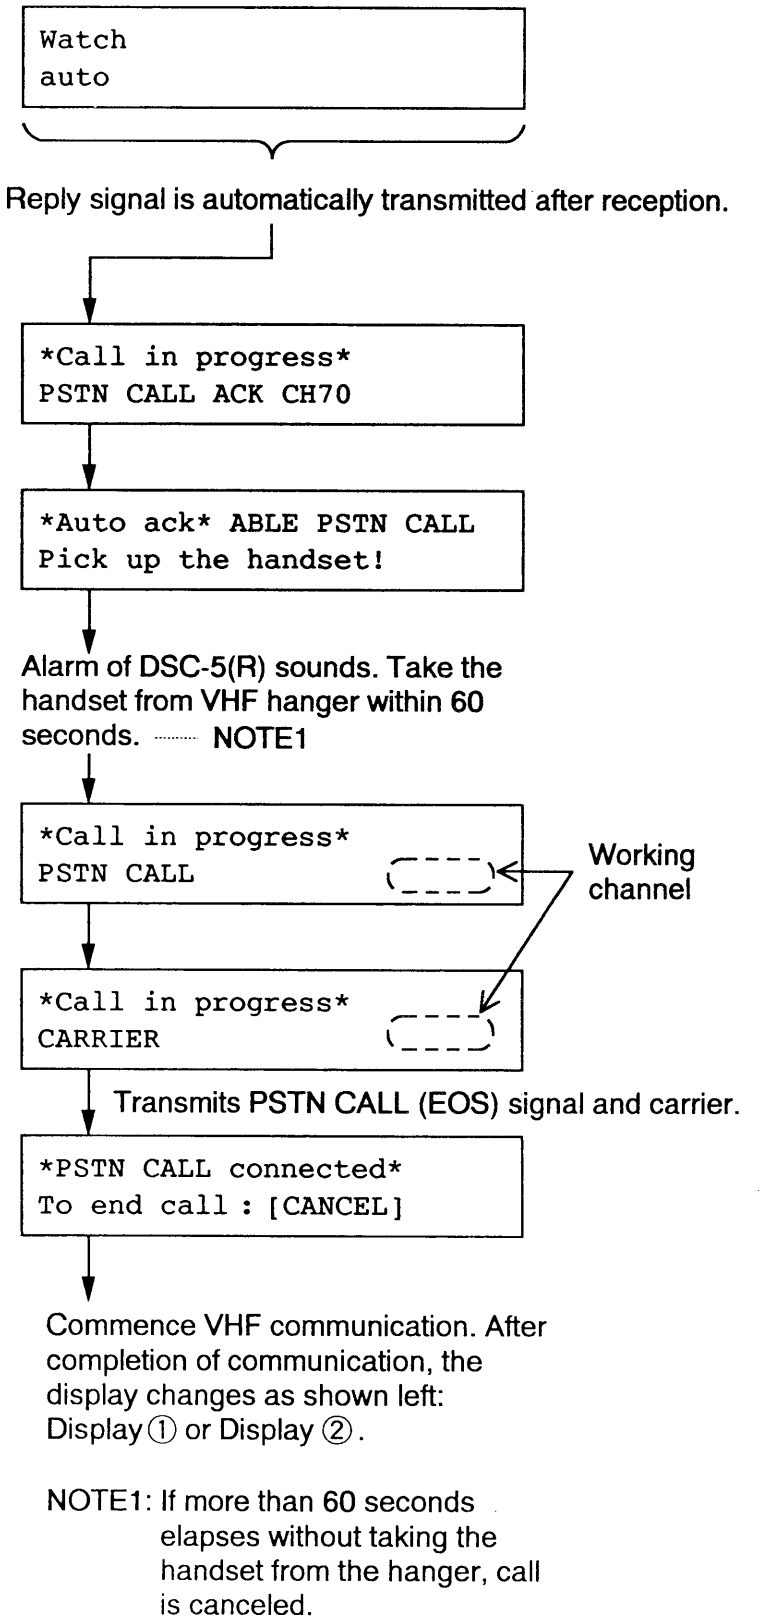 Watch
auto
Reply signal is automatically transmitted after reception.
*Call in progress*
PSTN CALL ACK CH70
*Auto ack* ABLE PSTN CALL
Pick up the handset!
Alarm of DSC-5(R) sounds. Take the
handset from VHF hanger within 60
seconds. ......... NOTE1
*Call in progress*
PSTN CALL
Working
channel
*Call in progress*
CARRIER
Transmits PSTN CALL (EOS) signal and carrier.
*PSTN CALL connected*
To end call : [CANCEL]
Commence VHF communication. After
completion of communication, the
display changes as shown left:
Display ① or Display ②.
NOTE1: If more than 60 seconds
elapses without taking the
handset from the hanger, call
is canceled.